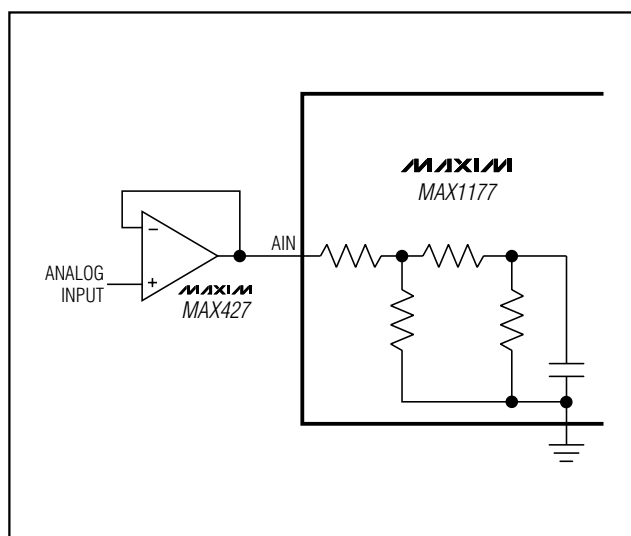 MAXIM
MAX1177
AIN
−
+
ANALOG
INPUT
MAXIM
MAX427